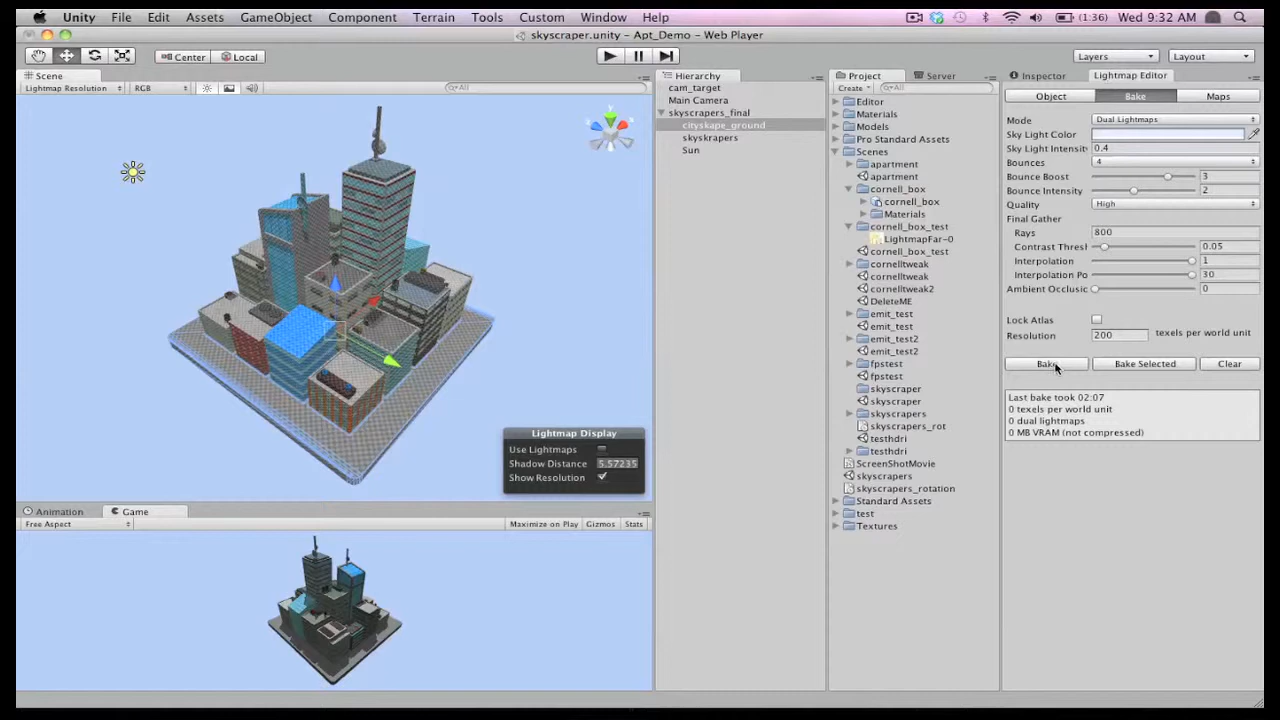 Unity File Edit Assets GameObject Component Terrain Tools Custom Window Help (1:36) Wed 9:32 AM
skyscraper.unity - Apt_Demo - Web Player
Center Local Layers Layout
Scene
Lightmap Resolution RGB All
Lightmap Display
Use Lightmaps
Shadow Distance 5.57235
Show Resolution
Animation Game
Free Aspect Maximize on Play Gizmos Stats
Hierarchy
cam_target
Main Camera
skyscrapers_final
cityskape_ground
skyskrapers
Sun
Project Server
Create All
Editor
Materials
Models
Pro Standard Assets
Scenes
apartment
apartment
cornell_box
cornell_box
Materials
cornell_box_test
LightmapFar-0
cornell_box_test
cornelltweak
cornelltweak
cornelltweak2
DeleteME
emit_test
emit_test
emit_test2
emit_test2
fpstest
fpstest
skyscraper
skyscraper
skyscrapers
skyscrapers_rot
testhdri
testhdri
ScreenShotMovie
skyscrapers
skyscrapers_rotation
Standard Assets
test
Textures
Inspector Lightmap Editor
Object Bake Maps
Mode Dual Lightmaps
Sky Light Color
Sky Light Intensit 0.4
Bounces 4
Bounce Boost 3
Bounce Intensity 2
Quality High
Final Gather
Rays 800
Contrast Thresh 0.05
Interpolation 1
Interpolation Po 30
Ambient Occlusic 0
Lock Atlas
Resolution 200 texels per world unit
Bake Bake Selected Clear
Last bake took 02:07
0 texels per world unit
0 dual lightmaps
0 MB VRAM (not compressed)